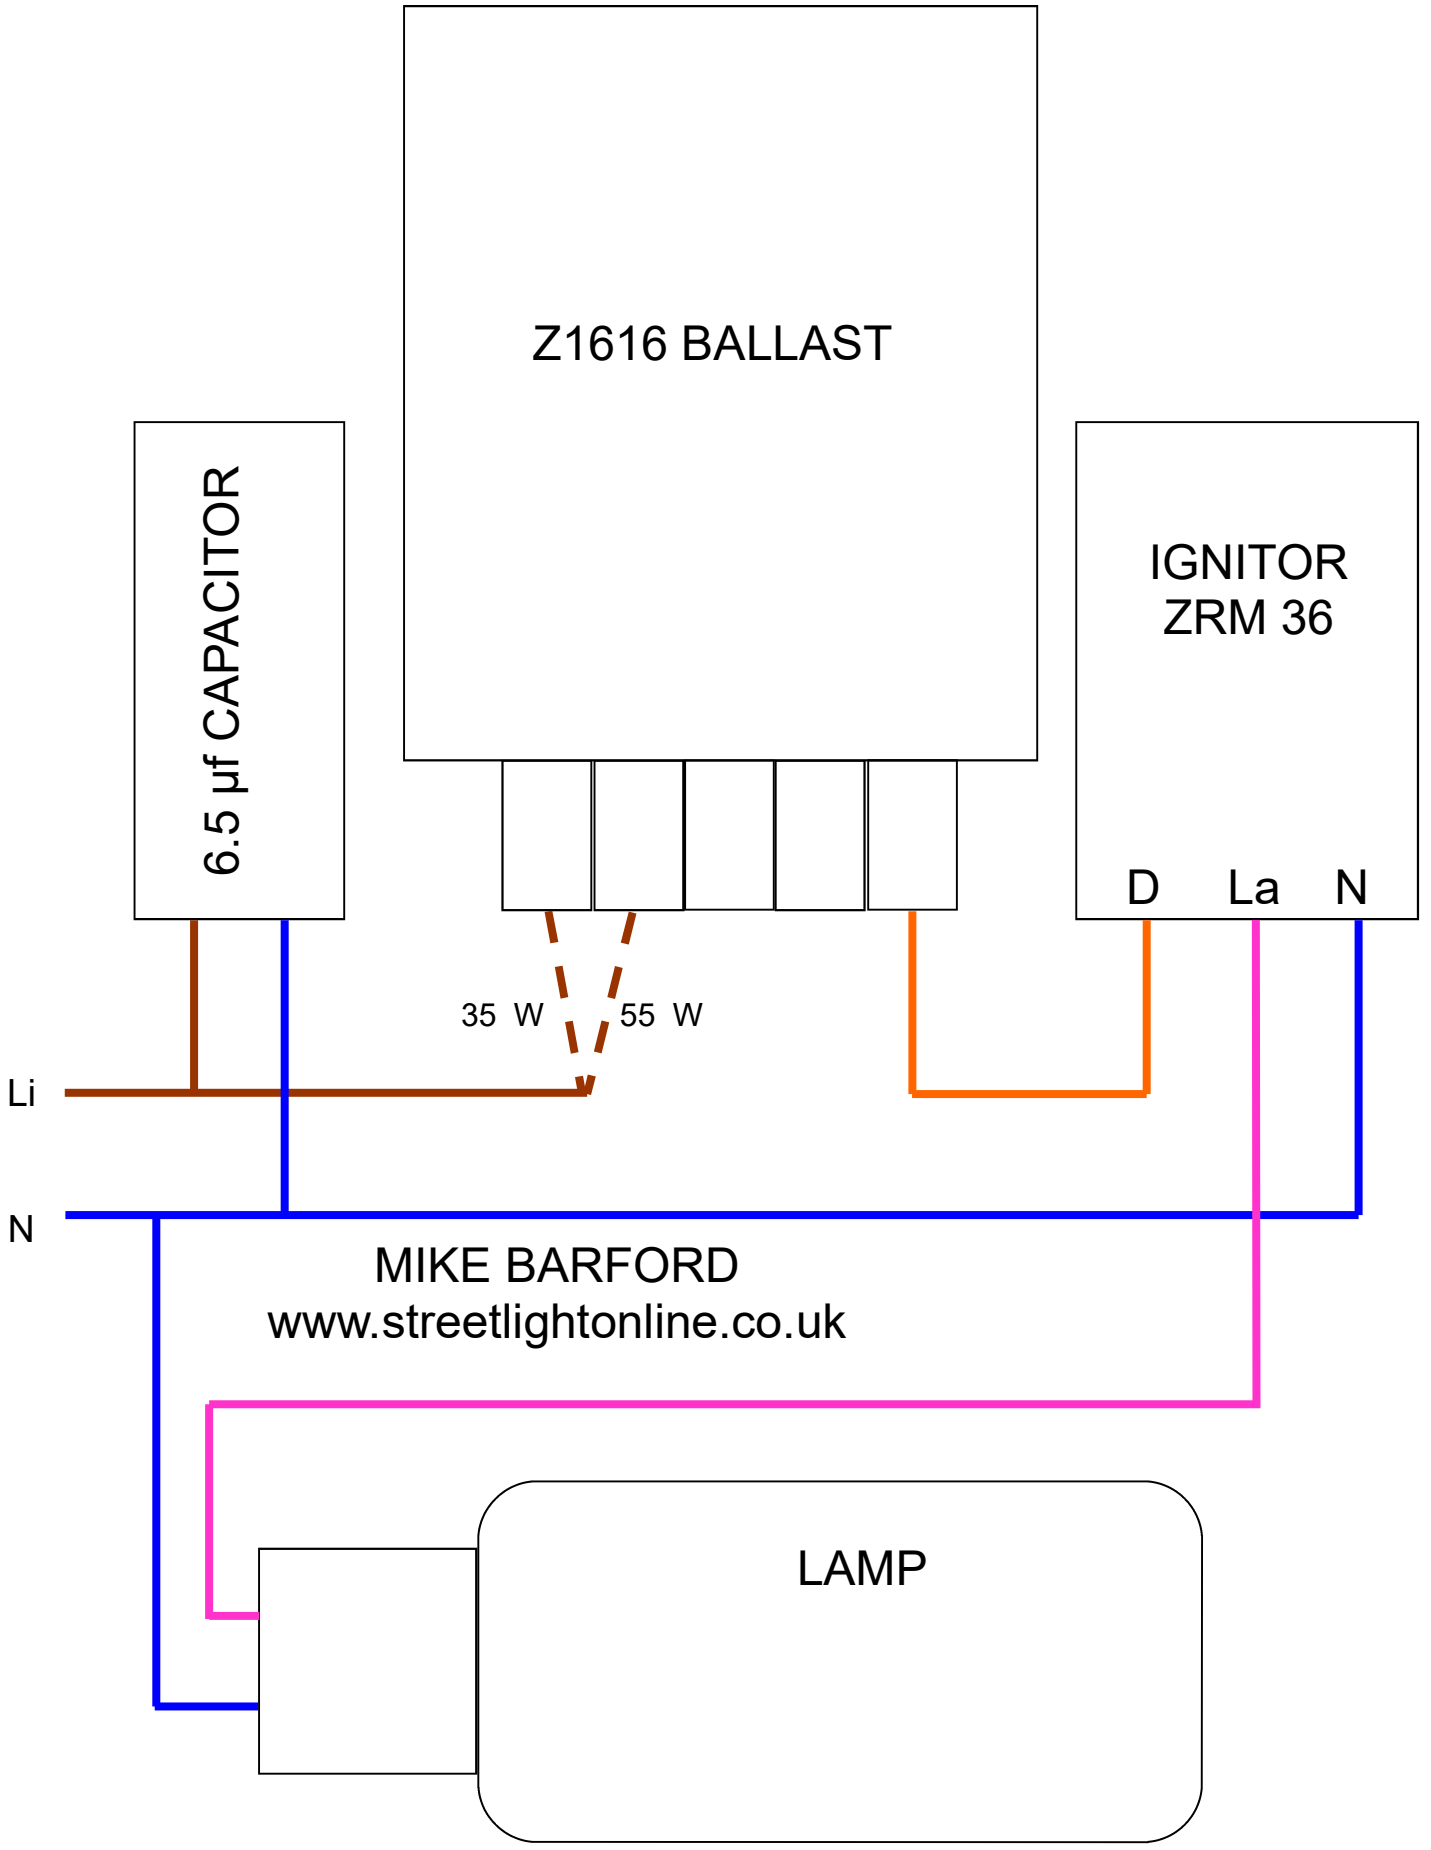 Z1616 BALLAST
6.5 µf CAPACITOR
IGNITOR
ZRM 36
D La N
35 W
55 W
Li
N
MIKE BARFORD
www.streetlightonline.co.uk
LAMP